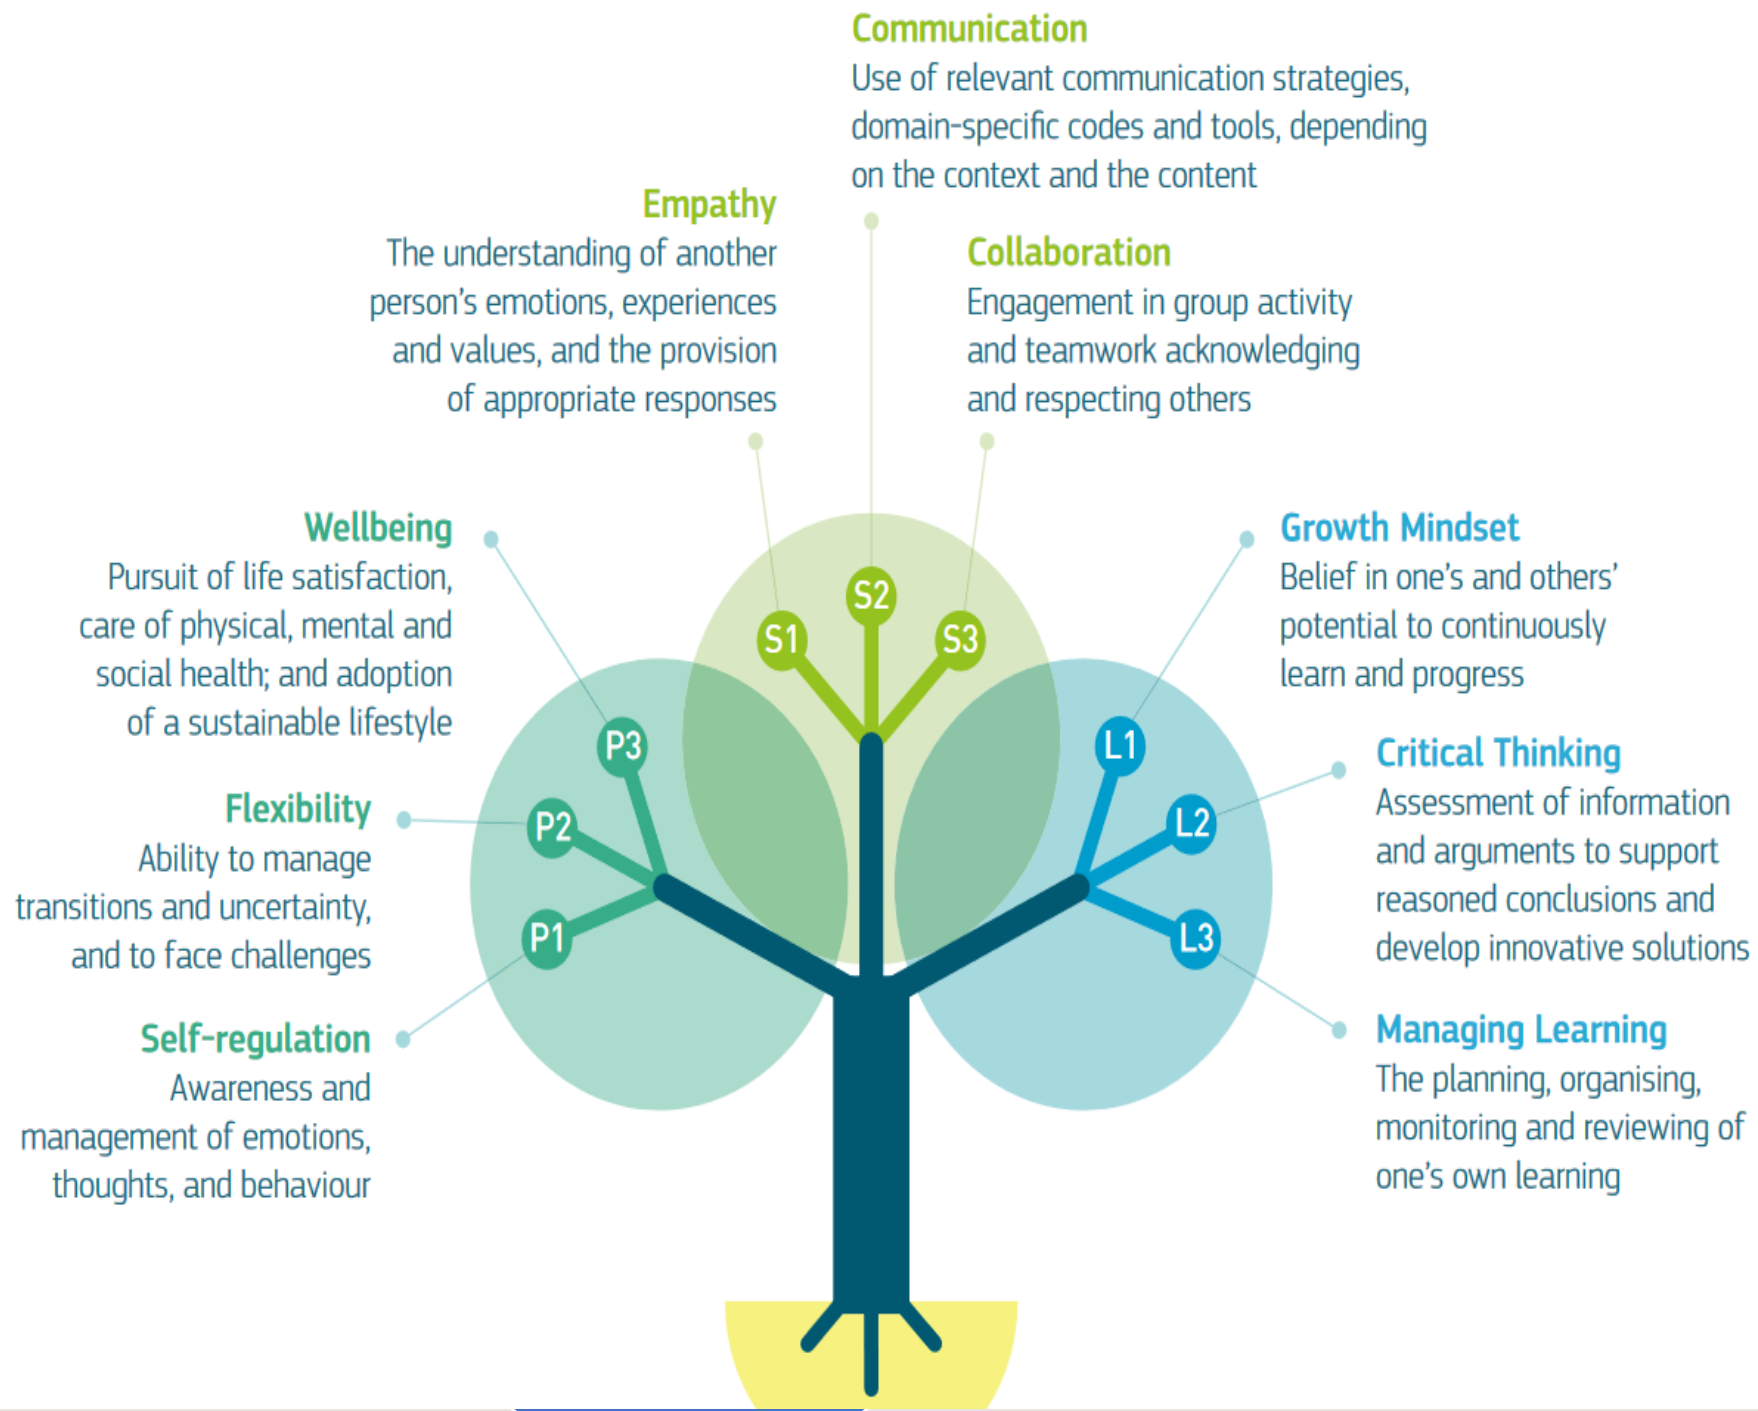 Communication
Use of relevant communication strategies,
domain-specific codes and tools, depending
on the context and the content
Empathy
The understanding of another
person's emotions, experiences
and values, and the provision
of appropriate responses
Collaboration
Engagement in group activity
and teamwork acknowledging
and respecting others
Wellbeing
Pursuit of life satisfaction,
care of physical, mental and
social health; and adoption
of a sustainable lifestyle
Flexibility
Ability to manage
transitions and uncertainty,
and to face challenges
Self-regulation
Awareness and
management of emotions,
thoughts, and behaviour
S1
S2
S3
P3
P2
P1
L1
L2
L3
Growth Mindset
Belief in one's and others'
potential to continuously
learn and progress
Critical Thinking
Assessment of information
and arguments to support
reasoned conclusions and
develop innovative solutions
Managing Learning
The planning, organising,
monitoring and reviewing of
one's own learning